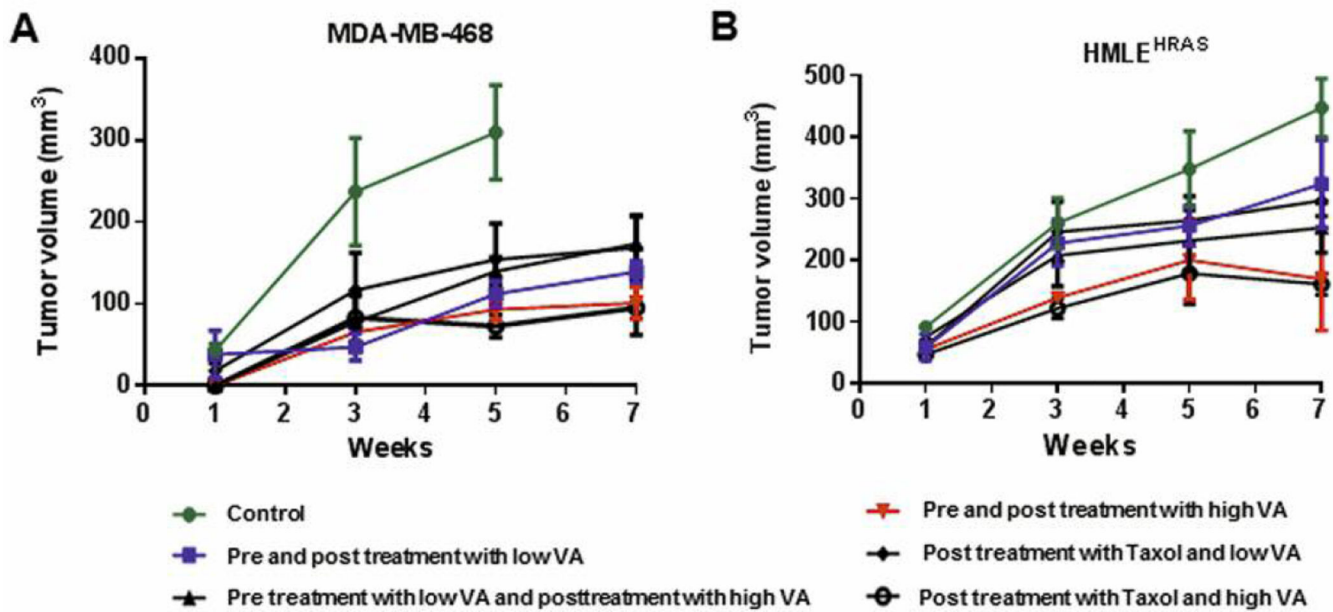 A
MDA-MB-468
Tumor volume (mm³)
400
300
200
100
0
0 1 2 3 4 5 6 7
Weeks
B
HMLE^HRAS
Tumor volume (mm³)
500
400
300
200
100
0
0 1 2 3 4 5 6 7
Weeks
Control
Pre and post treatment with low VA
Pre treatment with low VA and posttreatment with high VA
Pre and post treatment with high VA
Post treatment with Taxol and low VA
Post treatment with Taxol and high VA